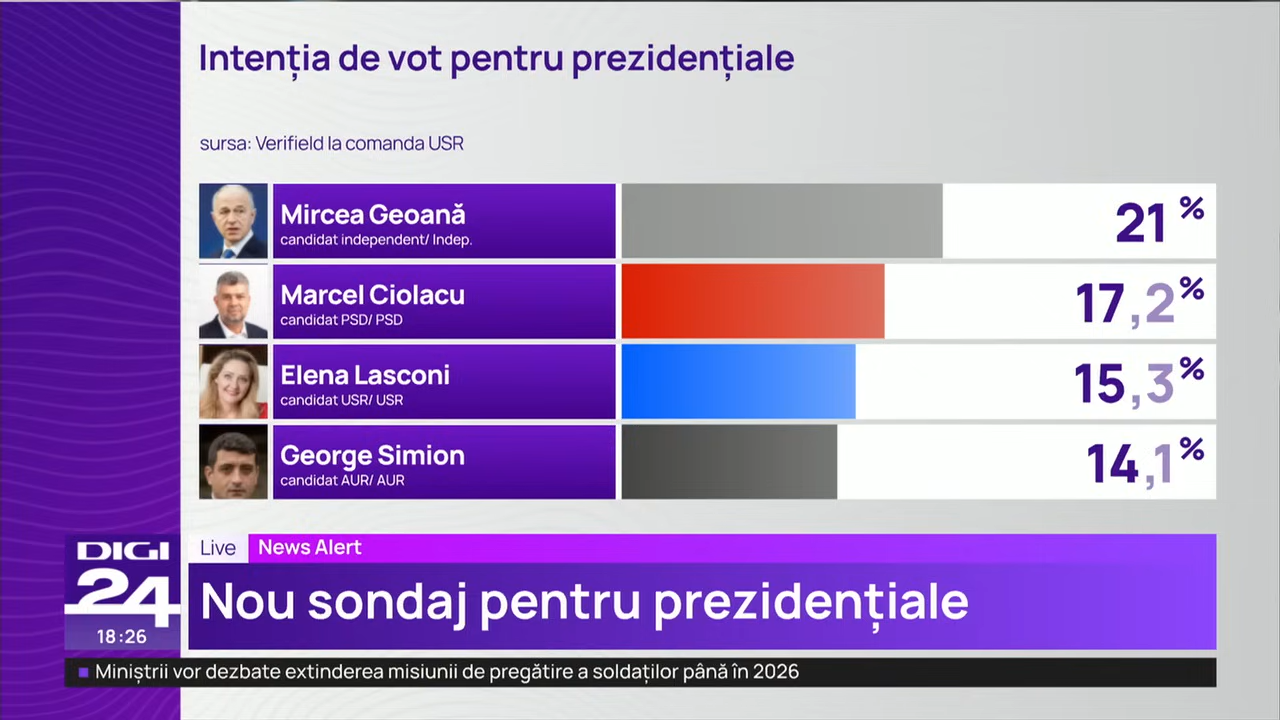 Intenția de vot pentru prezidențiale
sursa: Verifield la comanda USR
Mircea Geoană
candidat independent/ Indep.
21 %
Marcel Ciolacu
candidat PSD/ PSD
17,2%
Elena Lasconi
candidat USR/ USR
15,3%
George Simion
candidat AUR/ AUR
14,1%
DIGI
24
18:26
Live
News Alert
Nou sondaj pentru prezidențiale
Miniștrii vor dezbate extinderea misiunii de pregătire a soldaților până în 2026